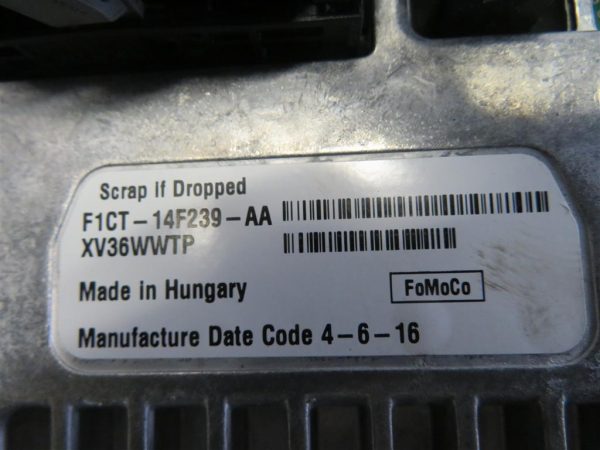 Scrap If Dropped
F1CT-14F239-AA
XV36WWTP
Made in Hungary
FoMoCo
Manufacture Date Code 4-6-16